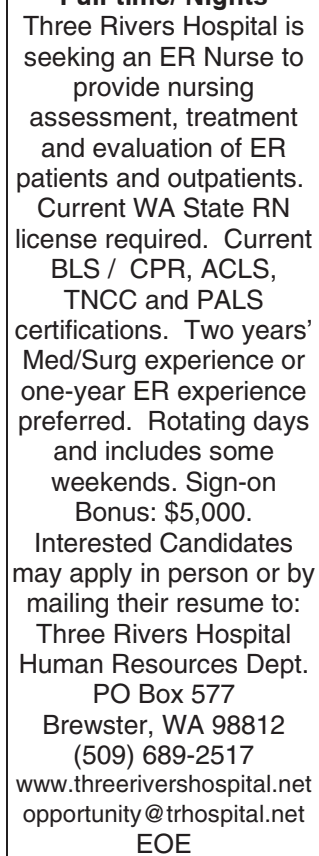 Full time/ Nights
Three Rivers Hospital is
seeking an ER Nurse to
provide nursing
assessment, treatment
and evaluation of ER
patients and outpatients.
Current WA State RN
license required.  Current
BLS /  CPR, ACLS,
TNCC and PALS
certifications.  Two years’
Med/Surg experience or
one-year ER experience
preferred.  Rotating days
and includes some
weekends. Sign-on
Bonus: $5,000.
Interested Candidates
may apply in person or by
mailing their resume to:
Three Rivers Hospital
Human Resources Dept.
PO Box 577
Brewster, WA 98812
(509) 689-2517
www.threerivershospital.net
opportunity@trhospital.net
EOE